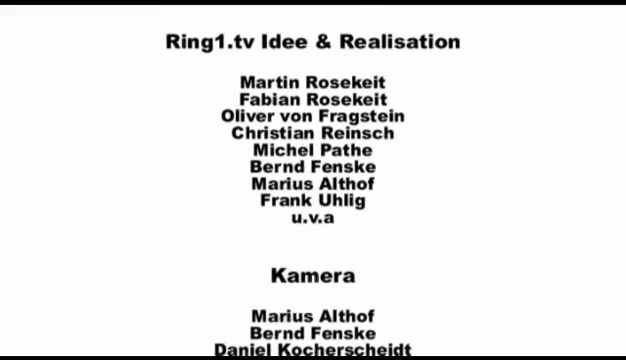 Ring1.tv Idee & Realisation
Martin Rosekeit
Fabian Rosekeit
Oliver von Fragstein
Christian Reinsch
Michel Pathe
Bernd Fenske
Marius Althof
Frank Uhlig
u.v.a
Kamera
Marius Althof
Bernd Fenske
Daniel Kocherscheidt